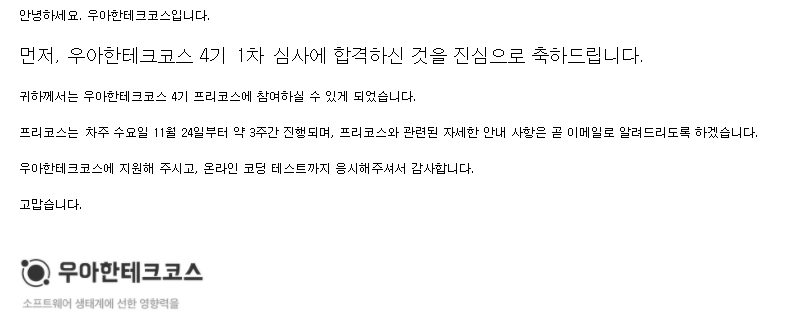 안녕하세요. 우아한테크코스입니다.
먼저, 우아한테크코스 4기 1차 심사에 합격하신 것을 진심으로 축하드립니다.
귀하께서는 우아한테크코스 4기 프리코스에 참여하실 수 있게 되었습니다.
프리코스는 차주 수요일 11월 24일부터 약 3주간 진행되며, 프리코스와 관련된 자세한 안내 사항은 곧 이메일로 알려드리도록 하겠습니다.
우아한테크코스에 지원해 주시고, 온라인 코딩 테스트까지 응시해주셔서 감사합니다.
고맙습니다.
우아한테크코스
소프트웨어 생태계에 선한 영향력을